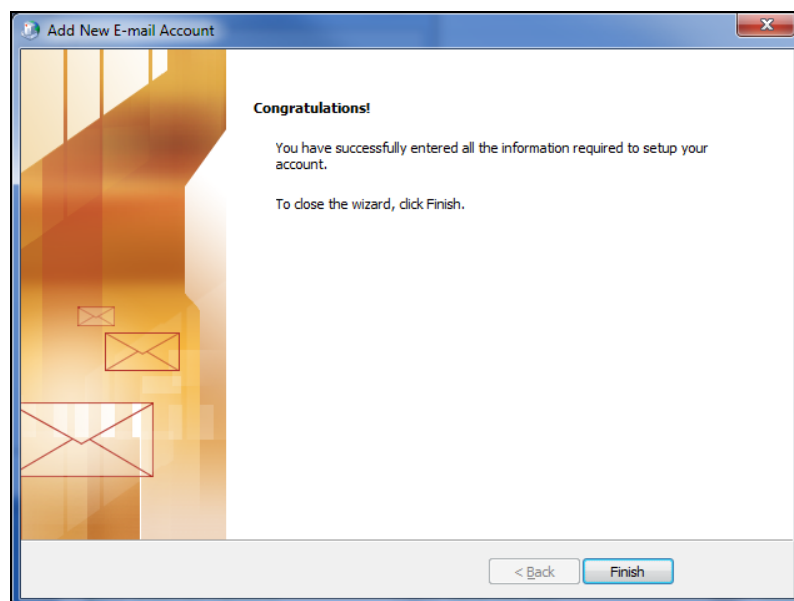 Add New E-mail Account
Congratulations!
You have successfully entered all the information required to setup your
account.
To close the wizard, click Finish.
< Back
Finish